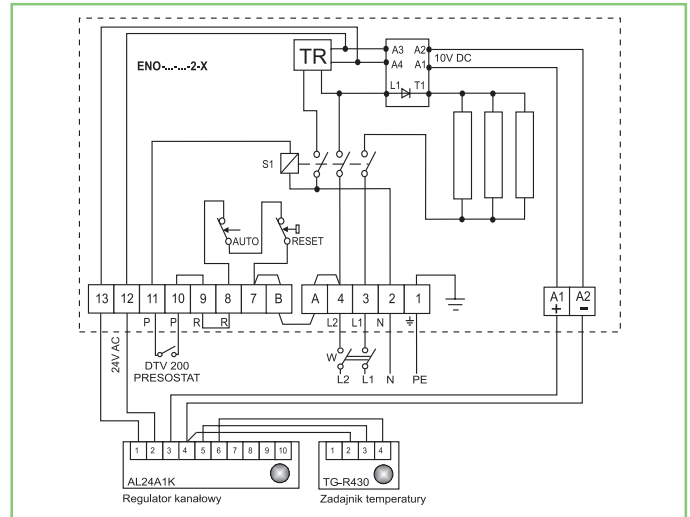 ENO-...-...-2-X
TR
A3 A2
10V DC
A4 A1
L1 T1
S1
AUTO RESET
13 12 11 10 9 8 7 B A 4 3 2 1 A1 A2
+ -
P P R R L2 L1 N
24V AC
DTV 200
PRESOSTAT
W
L2 L1 N PE
1 2 3 4 5 6 7 8 9 10
AL24A1K
Regulator kanałowy
1 2 3 4
TG-R430
Zadajnik temperatury